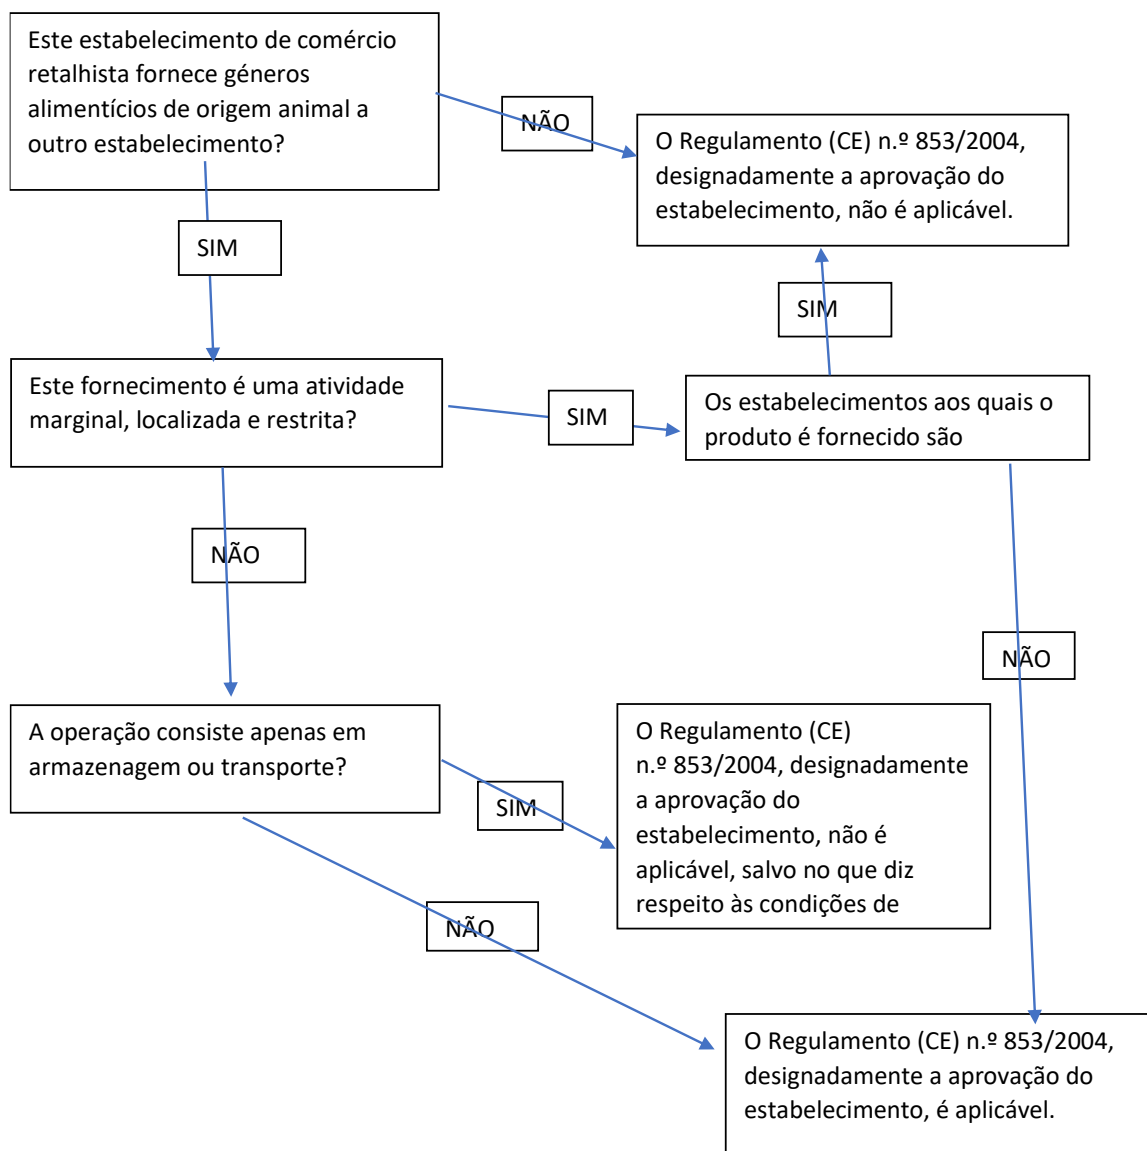 Este estabelecimento de comércio
retalhista fornece géneros
alimentícios de origem animal a
outro estabelecimento?
NÃO
O Regulamento (CE) n.º 853/2004,
designadamente a aprovação do
estabelecimento, não é aplicável.
SIM
SIM
Este fornecimento é uma atividade
marginal, localizada e restrita?
SIM
Os estabelecimentos aos quais o
produto é fornecido são
NÃO
NÃO
A operação consiste apenas em
armazenagem ou transporte?
SIM
O Regulamento (CE)
n.º 853/2004, designadamente
a aprovação do
estabelecimento, não é
aplicável, salvo no que diz
respeito às condições de
NÃO
O Regulamento (CE) n.º 853/2004,
designadamente a aprovação do
estabelecimento, é aplicável.